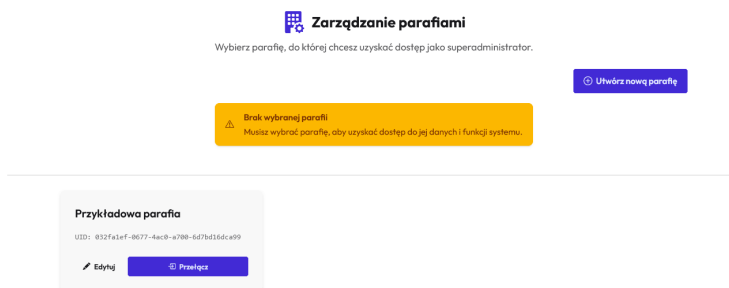 Zarządzanie parafiami
Wybierz parafię, do której chcesz uzyskać dostęp jako superadministrator.
Utwórz nową parafię
Brak wybranej parafii
Musisz wybrać parafię, aby uzyskać dostęp do jej danych i funkcji systemu.
Przykładowa parafia
UID: 032fa1ef-0677-4ac0-a700-6d7bd16dca99
Edytuj
Przełącz